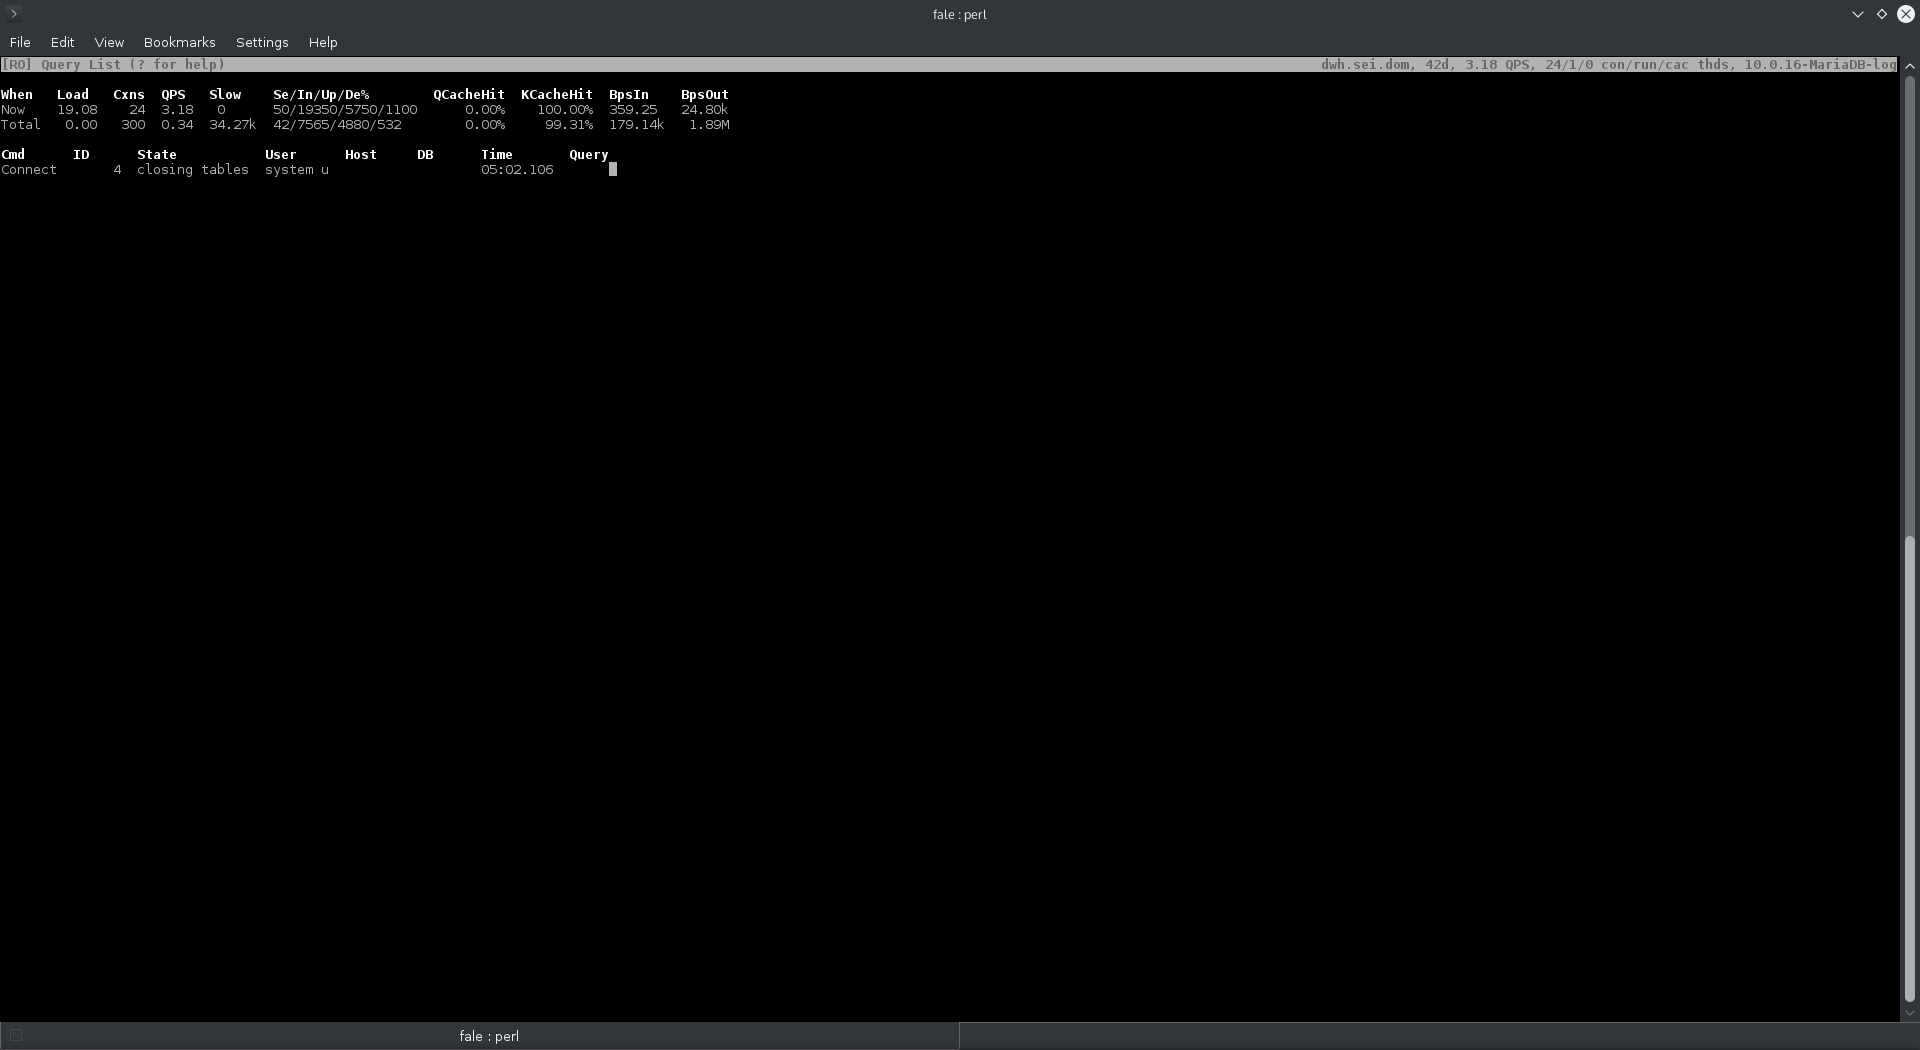 fale : perl
File Edit View Bookmarks Settings Help
[RO] Query List (? for help) dwh.sei.dom, 42d, 3.18 QPS, 24/1/0 con/run/cac thds, 10.0.16-MariaDB-log
When Load Cxns QPS Slow Se/In/Up/De% QCacheHit KCacheHit BpsIn BpsOut
Now 19.08 24 3.18 0 50/19350/5750/1100 0.00% 100.00% 359.25 24.80k
Total 0.00 300 0.34 34.27k 42/7565/4880/532 0.00% 99.31% 179.14k 1.89M
Cmd ID State User Host DB Time Query
Connect 4 closing tables system u 05:02.106
fale : perl